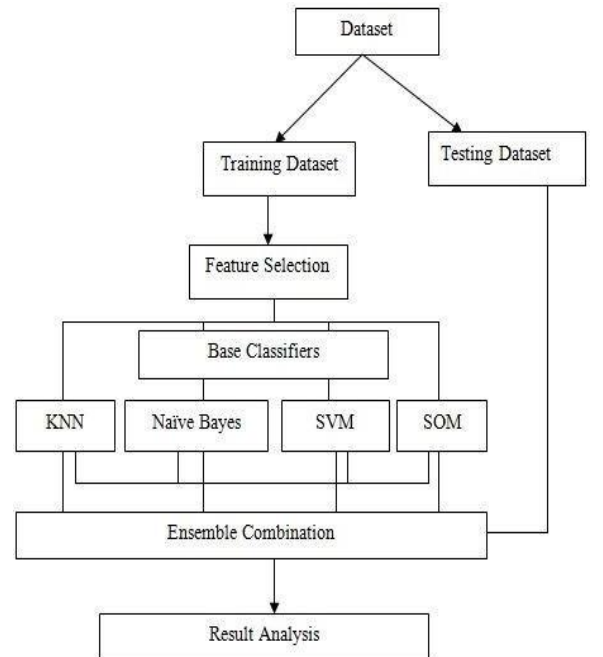 Dataset
Training Dataset
Testing Dataset
Feature Selection
Base Classifiers
KNN
Naïve Bayes
SVM
SOM
Ensemble Combination
Result Analysis